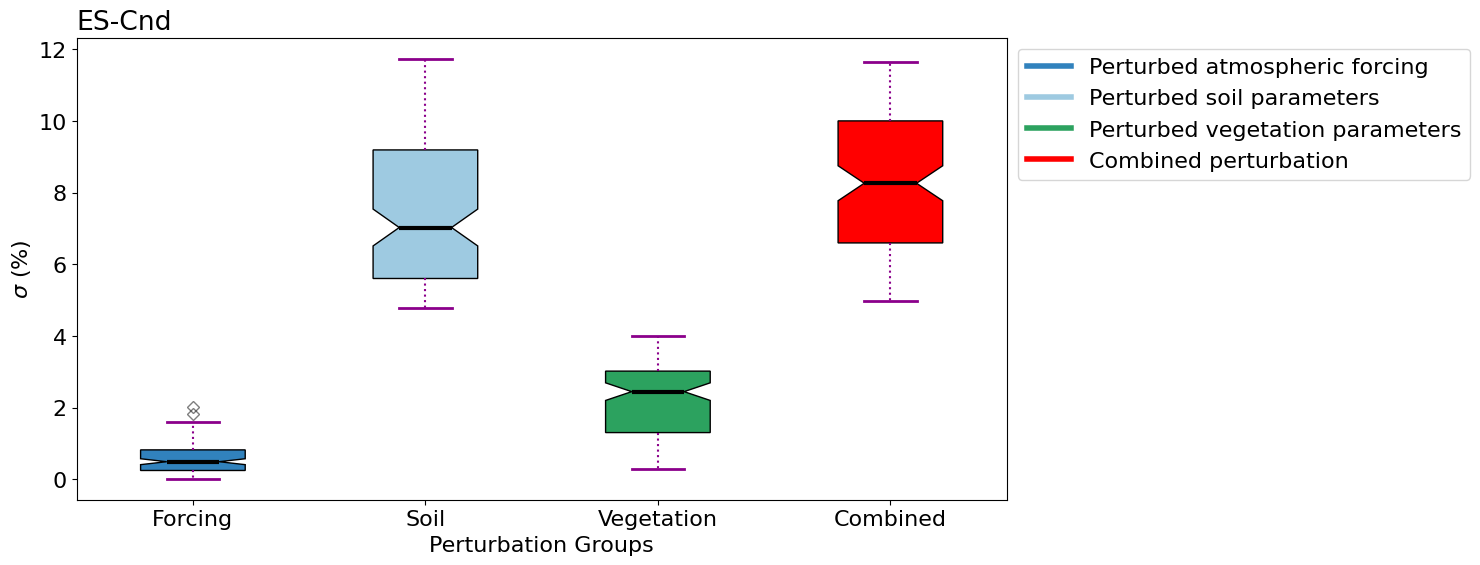 ES-Cnd
12
10
8
6
4
2
0
σ (%)
Forcing Soil Vegetation Combined
Perturbation Groups
Perturbed atmospheric forcing
Perturbed soil parameters
Perturbed vegetation parameters
Combined perturbation